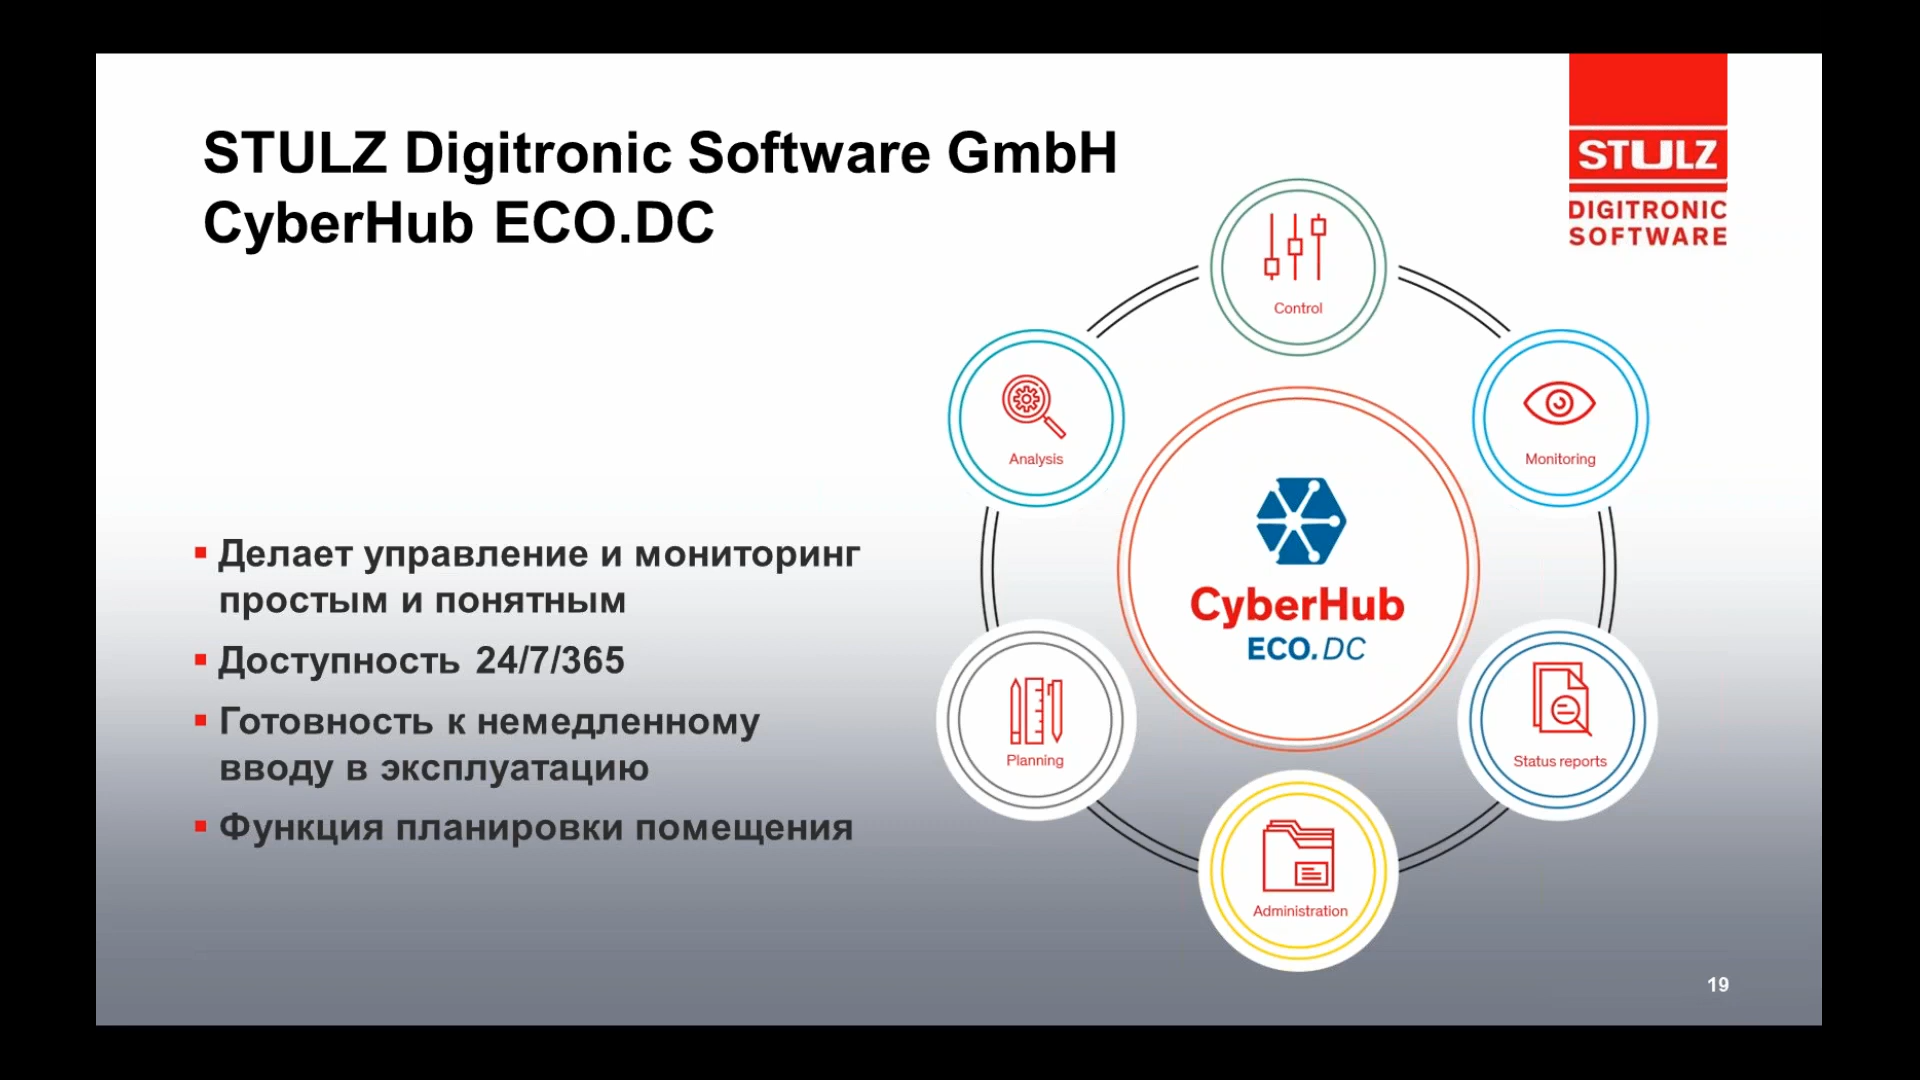 STULZ Digitronic Software GmbH
CyberHub ECO.DC
STULZ
DIGITRONIC
SOFTWARE
Делает управление и мониторинг
простым и понятным
Доступность 24/7/365
Готовность к немедленному
вводу в эксплуатацию
Функция планировки помещения
Control
Analysis
Monitoring
CyberHub
ECO.DC
Planning
Status reports
Administration
19